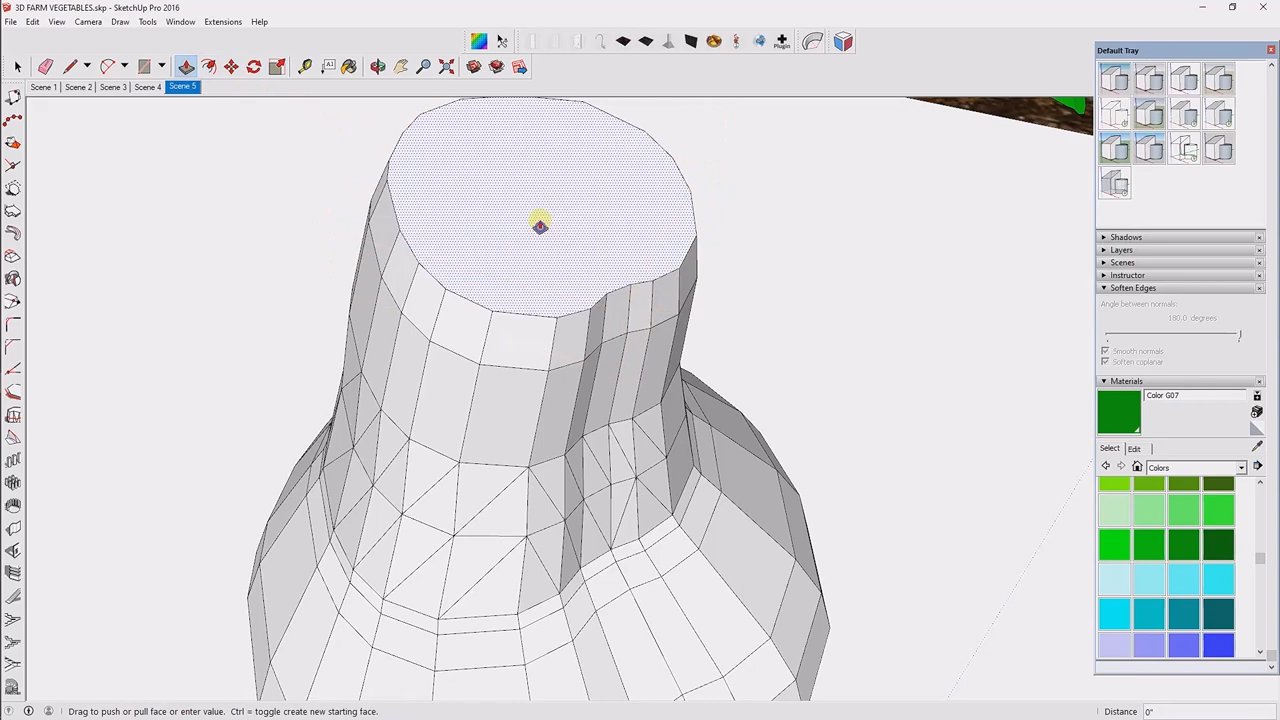 3D FARM VEGETABLES.skp - SketchUp Pro 2016
File Edit View Camera Draw Tools Window Extensions Help
Plugin
Scene 1 Scene 2 Scene 3 Scene 4 Scene 5
Default Tray
Shadows
Layers
Scenes
Instructor
Soften Edges
Angle between normals:
180.0 degrees
Smooth normals
Soften coplanar
Materials
Color G07
Select Edit
Colors
Drag to push or pull face or enter value. Ctrl = toggle create new starting face.
Distance 0"